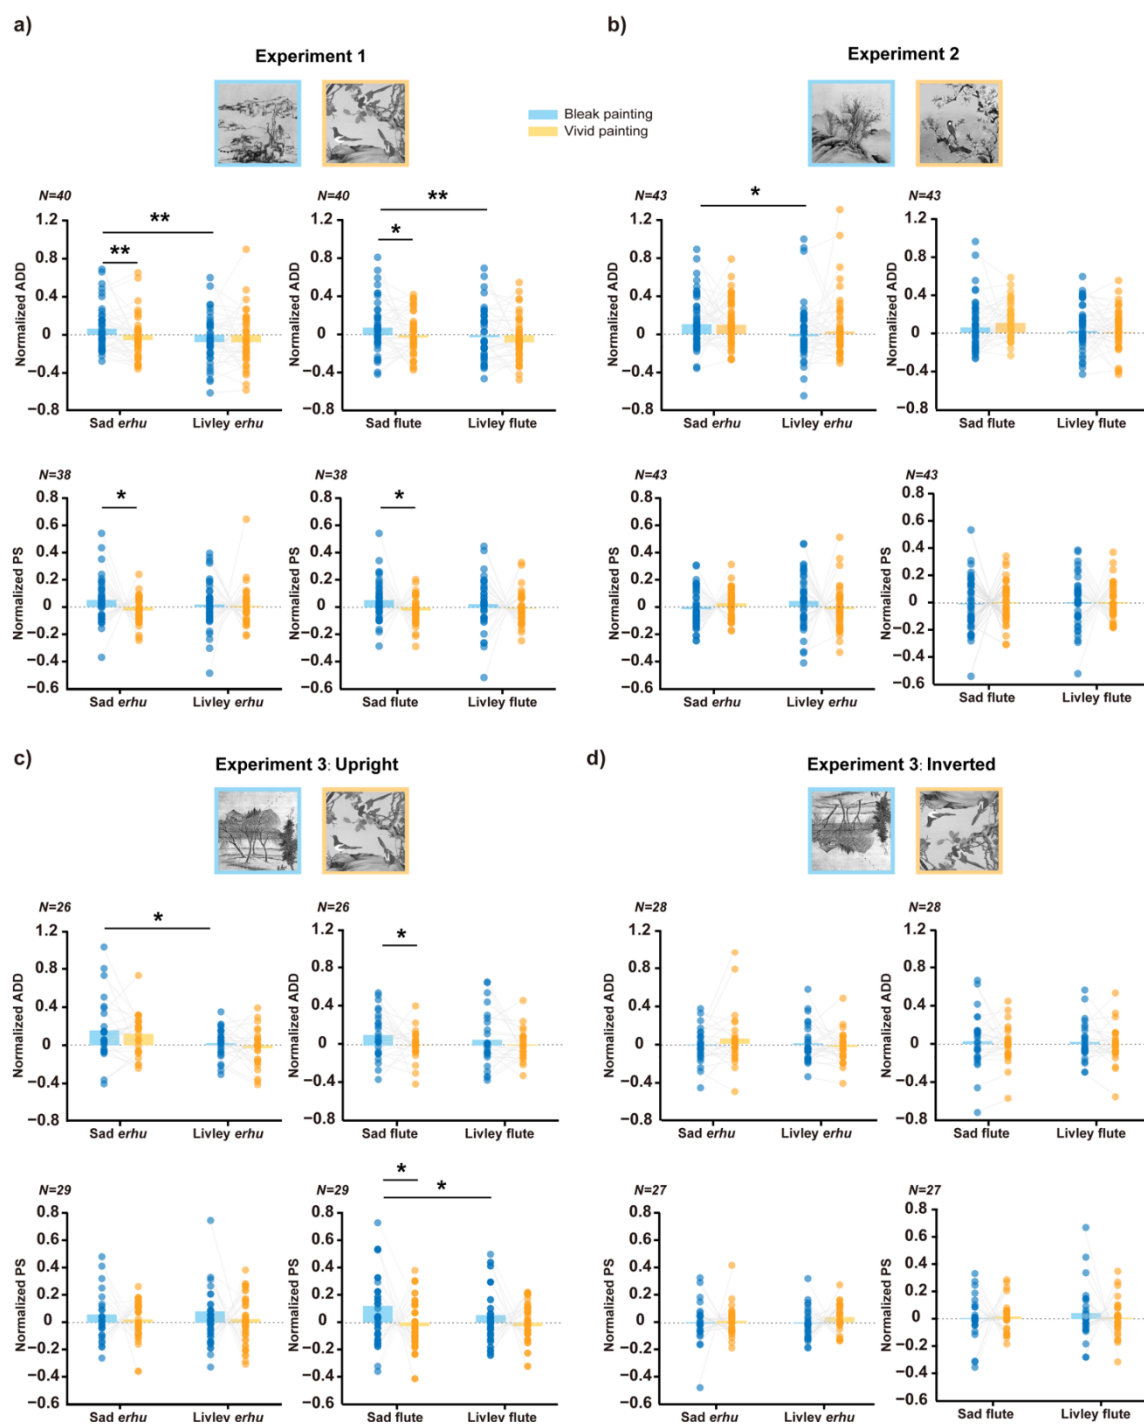 a)
Experiment 1
b)
Experiment 2
Bleak painting
Vivid painting
N=40
**
**
Normalized ADD
1.2
0.8
0.4
0
−0.4
−0.8
Sad erhu
Livley erhu
N=40
**
*
Normalized ADD
1.2
0.8
0.4
0
−0.4
−0.8
Sad flute
Livley flute
N=43
*
Normalized ADD
1.2
0.8
0.4
0
−0.4
−0.8
Sad erhu
Livley erhu
N=43
Normalized ADD
1.2
0.8
0.4
0
−0.4
−0.8
Sad flute
Livley flute
N=38
*
Normalized PS
0.8
0.6
0.4
0.2
0
−0.2
−0.4
−0.6
Sad erhu
Livley erhu
N=38
*
Normalized PS
0.8
0.6
0.4
0.2
0
−0.2
−0.4
−0.6
Sad flute
Livley flute
N=43
Normalized PS
0.8
0.6
0.4
0.2
0
−0.2
−0.4
−0.6
Sad erhu
Livley erhu
N=43
Normalized PS
0.8
0.6
0.4
0.2
0
−0.2
−0.4
−0.6
Sad flute
Livley flute
c)
Experiment 3: Upright
d)
Experiment 3: Inverted
N=26
*
Normalized ADD
1.2
0.8
0.4
0
−0.4
−0.8
Sad erhu
Livley erhu
N=26
*
Normalized ADD
1.2
0.8
0.4
0
−0.4
−0.8
Sad flute
Livley flute
N=28
Normalized ADD
1.2
0.8
0.4
0
−0.4
−0.8
Sad erhu
Livley erhu
N=28
Normalized ADD
1.2
0.8
0.4
0
−0.4
−0.8
Sad flute
Livley flute
N=29
Normalized PS
0.8
0.6
0.4
0.2
0
−0.2
−0.4
−0.6
Sad erhu
Livley erhu
N=29
*
*
Normalized PS
0.8
0.6
0.4
0.2
0
−0.2
−0.4
−0.6
Sad flute
Livley flute
N=27
Normalized PS
0.8
0.6
0.4
0.2
0
−0.2
−0.4
−0.6
Sad erhu
Livley erhu
N=27
Normalized PS
0.8
0.6
0.4
0.2
0
−0.2
−0.4
−0.6
Sad flute
Livley flute